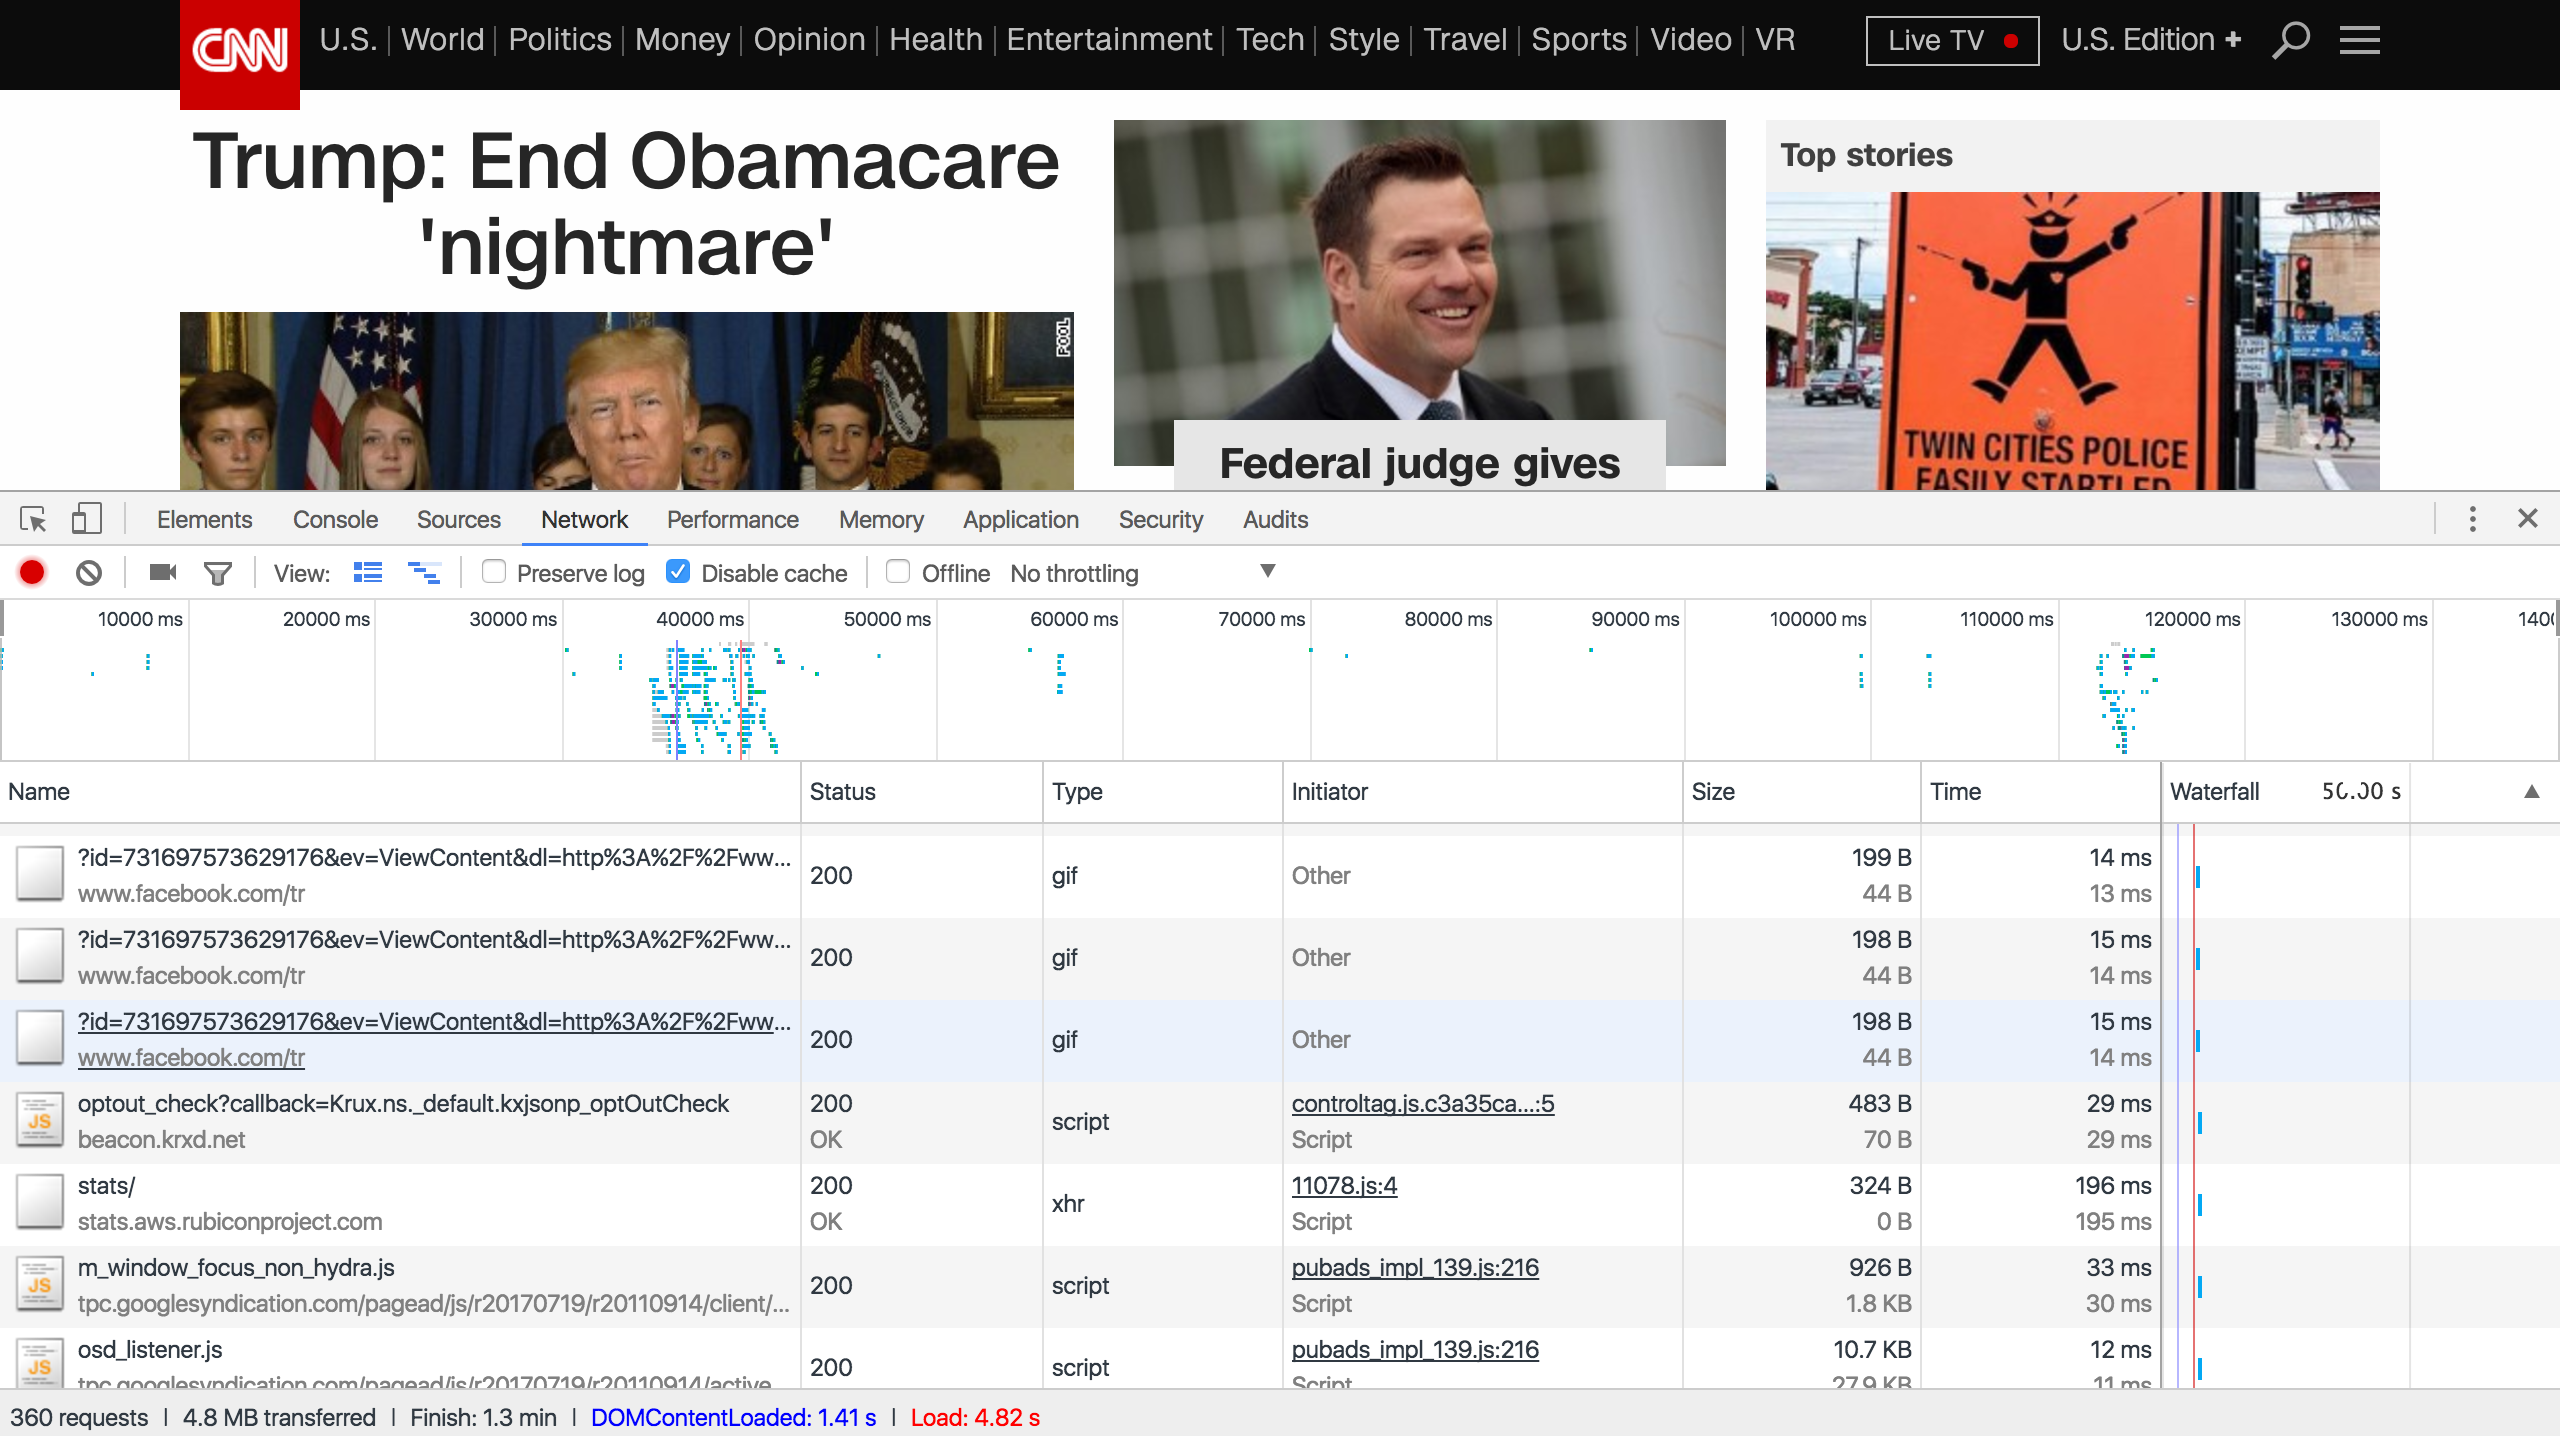 CNN
U.S. World Politics Money Opinion Health Entertainment Tech Style Travel Sports Video VR Live TV U.S. Edition +
Trump: End Obamacare
'nightmare'
POOL
Federal judge gives
Top stories
TWIN CITIES POLICE
EASILY STARTLED
Elements Console Sources Network Performance Memory Application Security Audits
View: Preserve log Disable cache Offline No throttling
10000 ms 20000 ms 30000 ms 40000 ms 50000 ms 60000 ms 70000 ms 80000 ms 90000 ms 100000 ms 110000 ms 120000 ms 130000 ms
Name Status Type Initiator Size Time Waterfall
?id=731697573629176&ev=ViewContent&dl=http%3A%2F%2Fww... 199 B 14 ms
200 gif Other
www.facebook.com/tr 44 B 13 ms
?id=731697573629176&ev=ViewContent&dl=http%3A%2F%2Fww... 198 B 15 ms
200 gif Other
www.facebook.com/tr 44 B 14 ms
?id=731697573629176&ev=ViewContent&dl=http%3A%2F%2Fww... 198 B 15 ms
200 gif Other
www.facebook.com/tr 44 B 14 ms
optout_check?callback=Krux.ns._default.kxjsonp_optOutCheck 200 controltag.js.c3a35ca...:5 483 B 29 ms
script
beacon.krxd.net OK Script 70 B 29 ms
stats/ 200 11078.js:4 324 B 196 ms
xhr
stats.aws.rubiconproject.com OK Script 0 B 195 ms
m_window_focus_non_hydra.js pubads_impl_139.js:216 926 B 33 ms
200 script
tpc.googlesyndication.com/pagead/js/r20170719/r20110914/client/... Script 1.8 KB 30 ms
osd_listener.js pubads_impl_139.js:216 10.7 KB 12 ms
200 script
tpc.googlesyndication.com/pagead/js/r20170719/r20110914/active Script 27.9 KB 11 ms
360 requests | 4.8 MB transferred | Finish: 1.3 min | DOMContentLoaded: 1.41 s | Load: 4.82 s